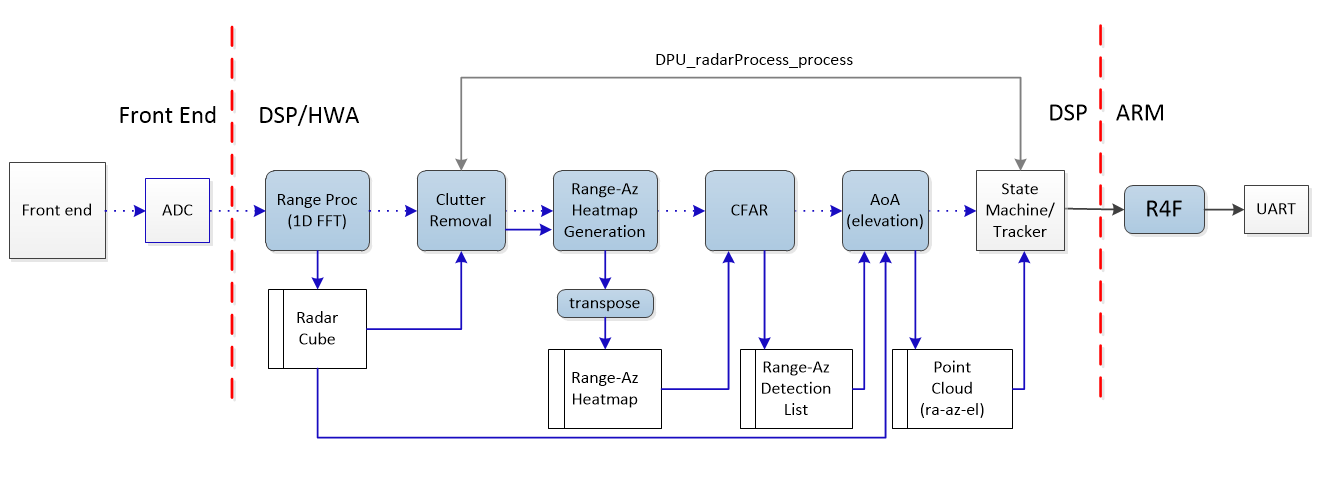 DPU_radarProcess_process
Front End
DSP/HWA
DSP
ARM
Front end
ADC
Range Proc
(1D FFT)
Clutter
Removal
Range-Az
Heatmap
Generation
CFAR
AoA
(elevation)
State
Machine/
Tracker
R4F
UART
Radar
Cube
transpose
Range-Az
Heatmap
Range-Az
Detection
List
Point
Cloud
(ra-az-el)